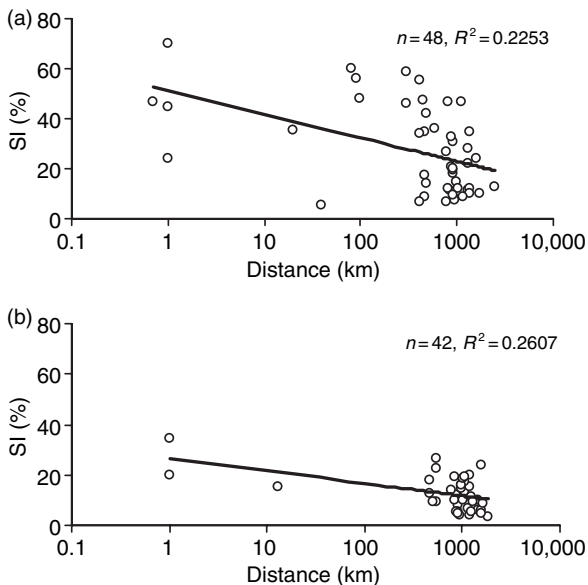 (a)
n=48, R²=0.2253
SI (%)
80
60
40
20
0
0.1 1 10 100 1000 10,000
Distance (km)
(b)
n=42, R²=0.2607
SI (%)
80
60
40
20
0
0.1 1 10 100 1000 10,000
Distance (km)